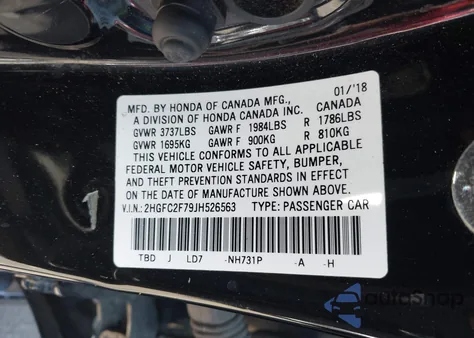 01/'18
MFD. BY HONDA OF CANADA MFG.,
A DIVISION OF HONDA CANADA INC. CANADA
GVWR 3737LBS GAWR F 1984LBS R 1786LBS
GVWR 1695KG GAWR F 900KG R 810KG
THIS VEHICLE CONFORMS TO ALL APPLICABLE
FEDERAL MOTOR VEHICLE SAFETY, BUMPER,
AND THEFT PREVENTION STANDARDS IN EFFECT
ON THE DATE OF MANUFACTURE SHOWN ABOVE.
V.I.N.: 2HGFC2F79JH526563 TYPE: PASSENGER CAR
TBD J LD7 -NH731P -A -H
autoShop